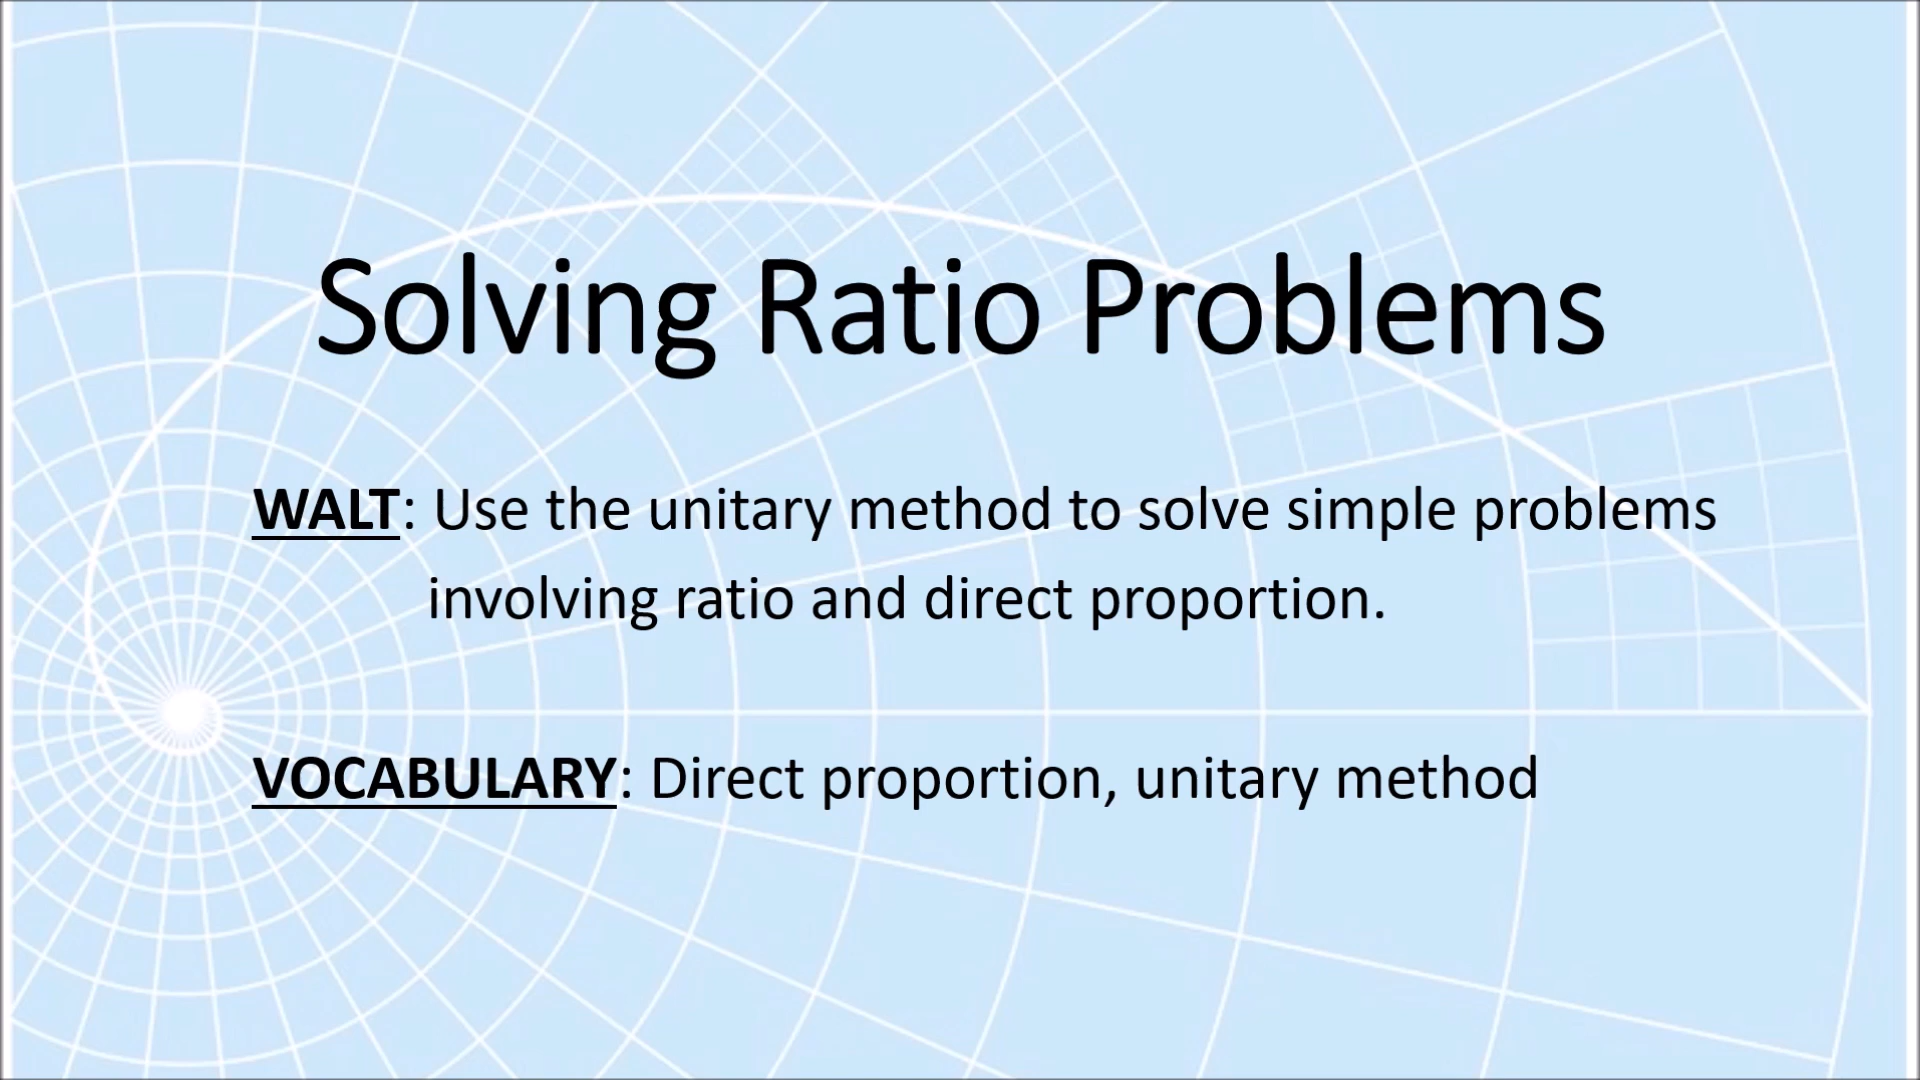 Solving Ratio Problems
WALT: Use the unitary method to solve simple problems
involving ratio and direct proportion.
VOCABULARY: Direct proportion, unitary method